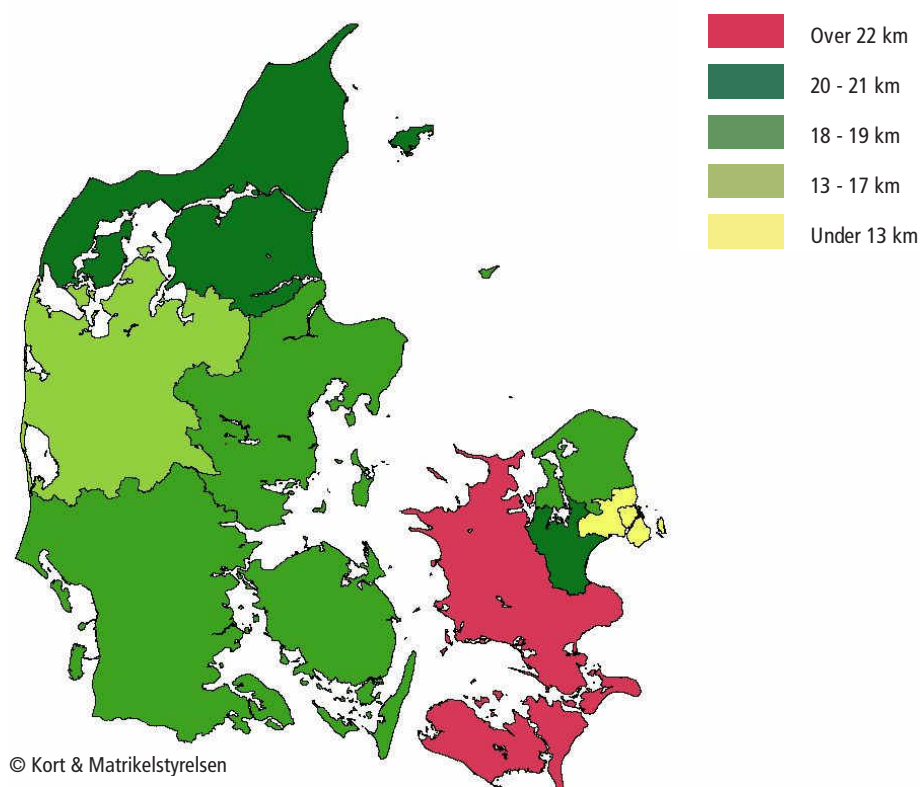 Over 22 km
20 - 21 km
18 - 19 km
13 - 17 km
Under 13 km
© Kort & Matrikelstyrelsen